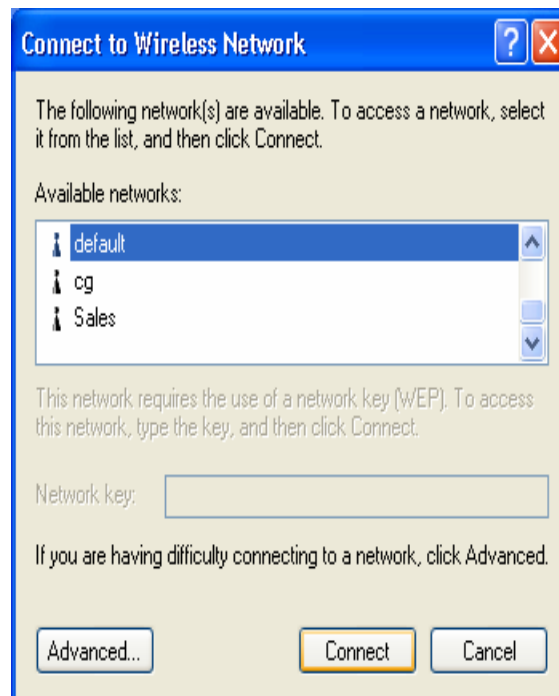 Connect to Wireless Network
The following network(s) are available. To access a network, select
it from the list, and then click Connect.
Available networks:
default
cg
Sales
This network requires the use of a network key (WEP). To access
this network, type the key, and then click Connect.
Network key:
If you are having difficulty connecting to a network, click Advanced.
Advanced... Connect Cancel